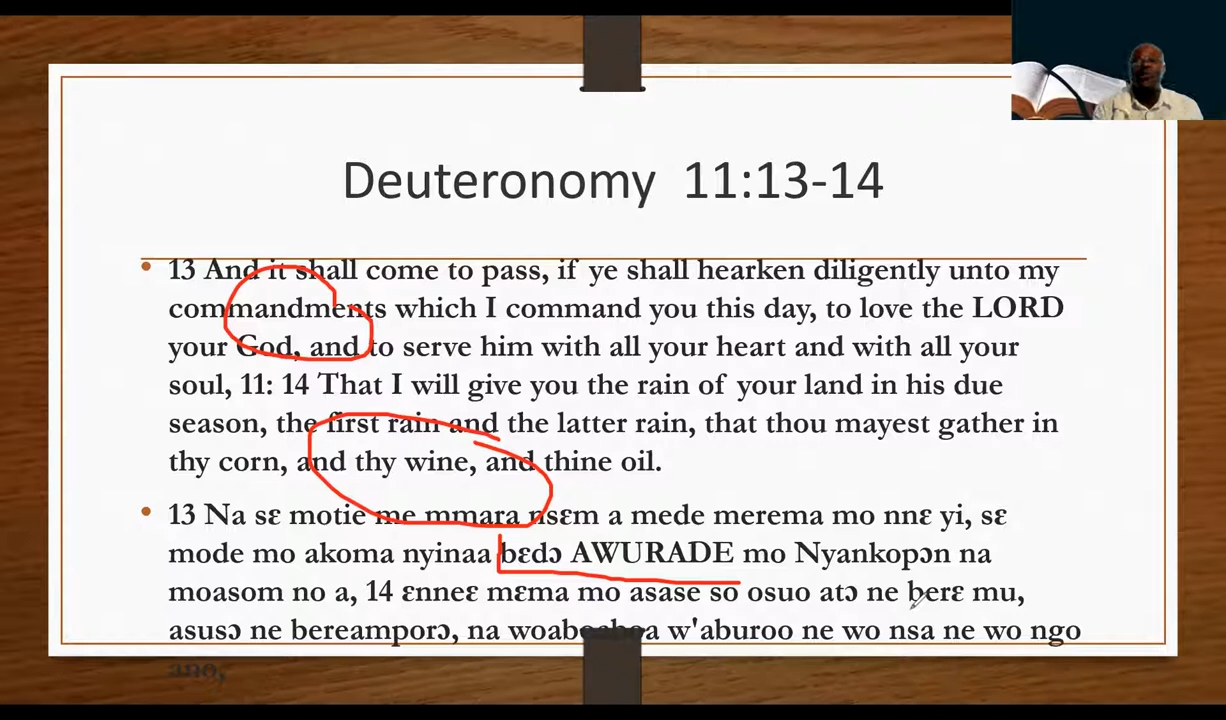 Deuteronomy 11:13-14
• 13 And it shall come to pass, if ye shall hearken diligently unto my
commandments which I command you this day, to love the LORD
your God, and to serve him with all your heart and with all your
soul, 11: 14 That I will give you the rain of your land in his due
season, the first rain and the latter rain, that thou mayest gather in
thy corn, and thy wine, and thine oil.
• 13 Na sɛ motie me mmara nsɛm a mede merema mo nnɛ yi, sɛ
mode mo akoma nyinaa bɛdɔ AWURADE mo Nyankopɔn na
moasom no a, 14 ɛnneɛ mɛma mo asase so osuo atɔ ne berɛ mu,
asusɔ ne bereamporɔ, na woaboaboa w'aburoo ne wo nsa ne wo ngo
ano,